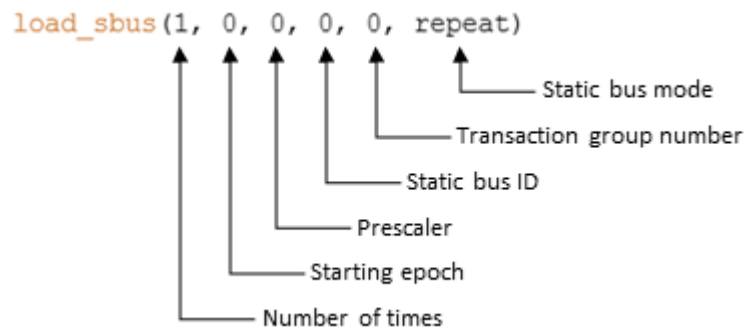 load_sbus(1, 0, 0, 0, 0, repeat)
Static bus mode
Transaction group number
Static bus ID
Prescaler
Starting epoch
Number of times